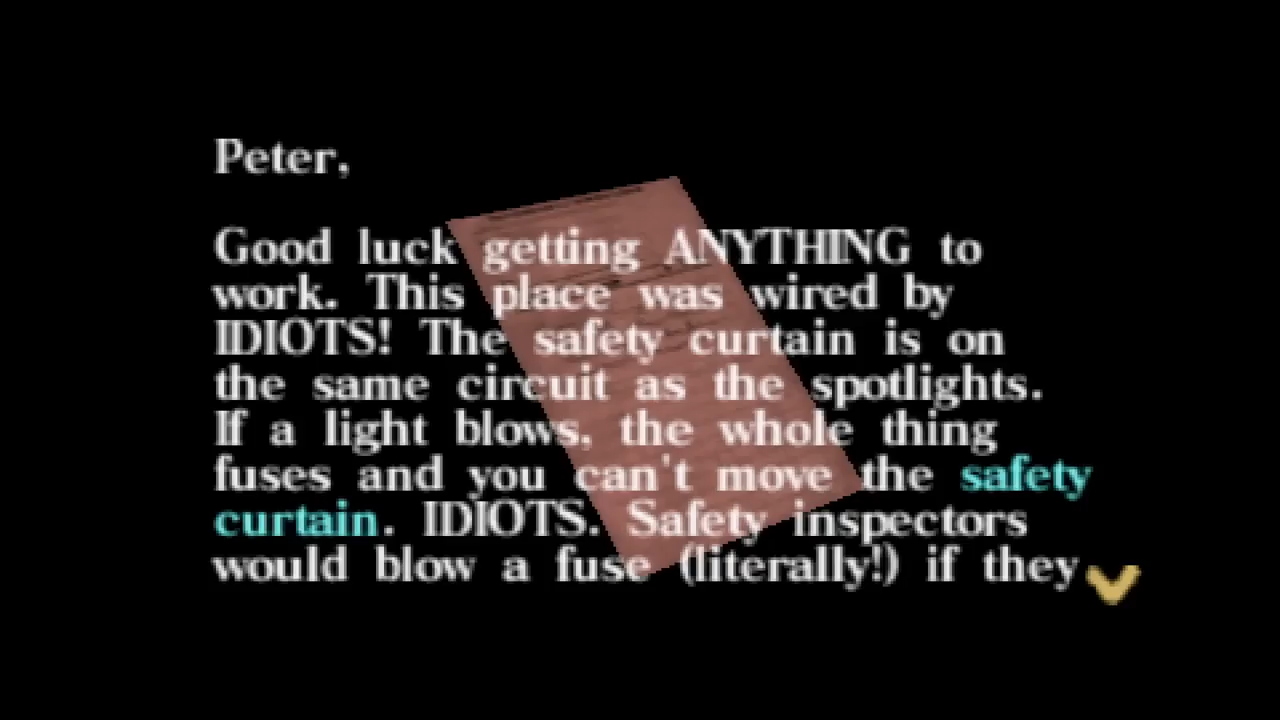 Peter,
Good luck getting ANYTHING to
work. This place was wired by
IDIOTS! The safety curtain is on
the same circuit as the spotlights.
If a light blows, the whole thing
fuses and you can't move the safety
curtain. IDIOTS. Safety inspectors
would blow a fuse (literally!) if they